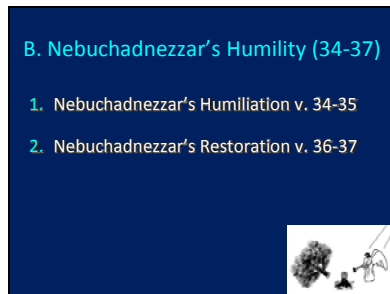 B. Nebuchadnezzar's Humility (34-37)
1. Nebuchadnezzar's Humiliation v. 34-35
2. Nebuchadnezzar's Restoration v. 36-37